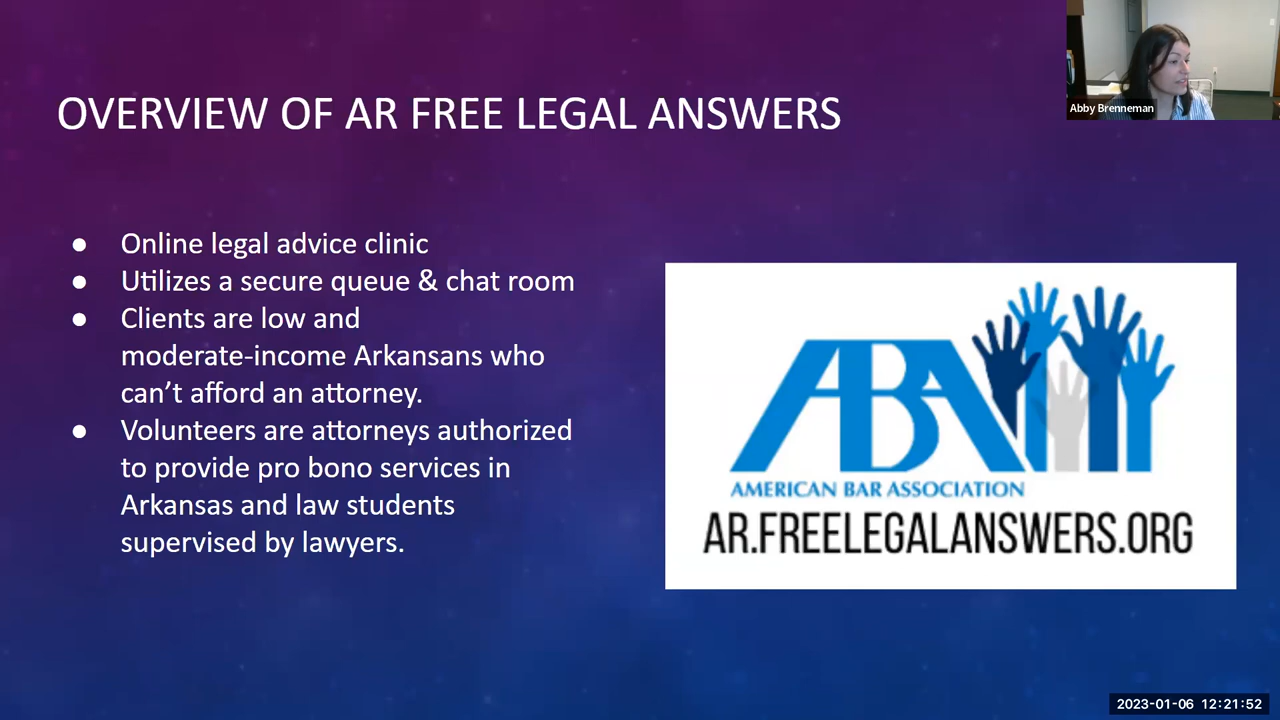 Abby Brenneman
OVERVIEW OF AR FREE LEGAL ANSWERS
● Online legal advice clinic
● Utilizes a secure queue & chat room
● Clients are low and
moderate-income Arkansans who
can’t afford an attorney.
● Volunteers are attorneys authorized
to provide pro bono services in
Arkansas and law students
supervised by lawyers.
ABA
AMERICAN BAR ASSOCIATION
AR.FREELEGALANSWERS.ORG
2023-01-06 12:21:52